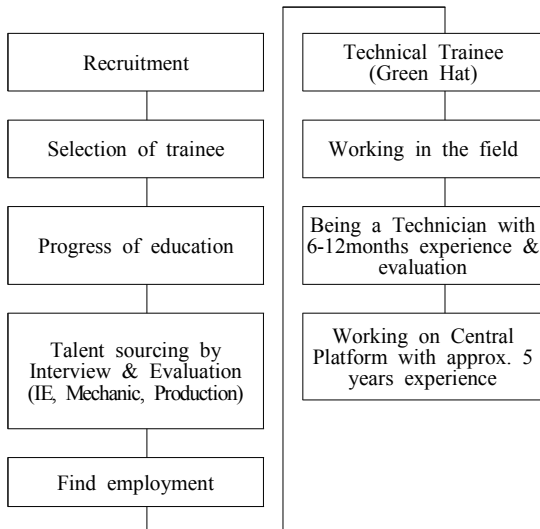 Recruitment
Selection of trainee
Progress of education
Talent sourcing by
Interview & Evaluation
(IE, Mechanic, Production)
Find employment
Technical Trainee
(Green Hat)
Working in the field
Being a Technician with
6-12months experience &
evaluation
Working on Central
Platform with approx. 5
years experience